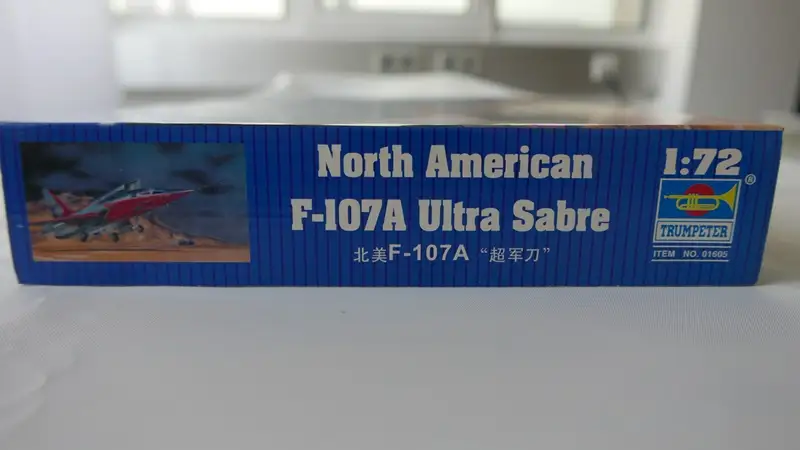 North American
F-107A Ultra Sabre
北美F-107A “超军刀”
1:72
®
TRUMPETER
ITEM NO. 01605